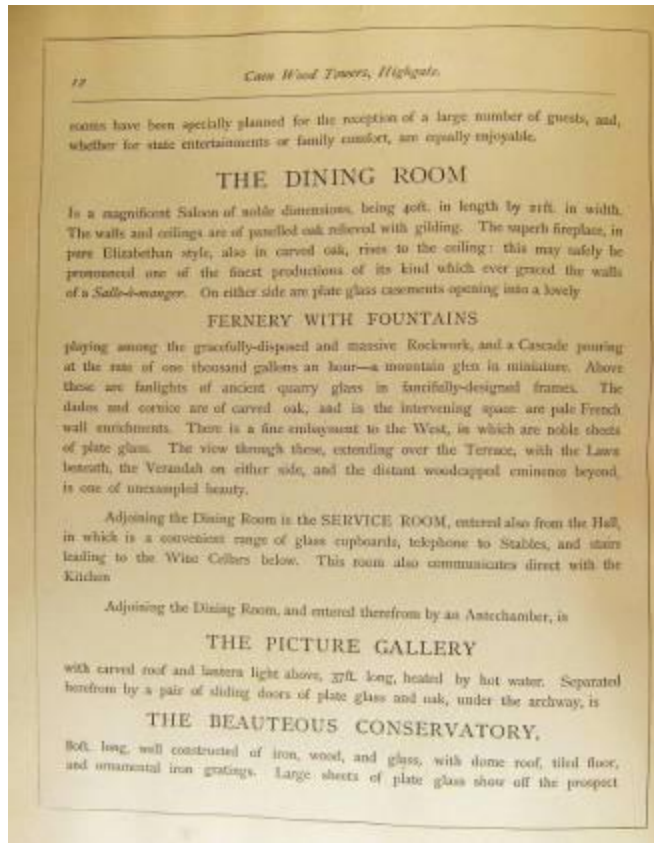 12
Caen Wood Towers, Highgate.
rooms have been specially planned for the reception of a large number of guests, and,
whether for state entertainments or family comfort, are equally enjoyable.
THE DINING ROOM
Is a magnificent Saloon of noble dimensions, being 40ft. in length by 21ft. in width.
The walls and ceilings are of panelled oak relieved with gilding. The superb fireplace, in
pure Elizabethan style, also in carved oak, rises to the ceiling: this may safely be
pronounced one of the finest productions of its kind which ever graced the walls
of a Salle-à-manger. On either side are plate glass casements opening into a lovely
FERNERY WITH FOUNTAINS
playing among the gracefully-disposed and massive Rockwork, and a Cascade pouring
at the rate of one thousand gallons an hour—a mountain glen in miniature. Above
these are fanlights of ancient quarry glass in fancifully-designed frames. The
dados and cornice are of carved oak, and in the intervening space are pale French
wall enrichments. There is a fine embayment to the West, in which are noble sheets
of plate glass. The view through these, extending over the Terrace, with the Lawn
beneath, the Verandah on either side, and the distant woodcapped eminence beyond,
is one of unexampled beauty.
Adjoining the Dining Room is the SERVICE ROOM, entered also from the Hall,
in which is a convenient range of glass cupboards, telephone to Stables, and stairs
leading to the Wine Cellars below. This room also communicates direct with the
Kitchen
Adjoining the Dining Room, and entered therefrom by an Antechamber, is
THE PICTURE GALLERY
with carved roof and lantern light above, 37ft. long, heated by hot water. Separated
herefrom by a pair of sliding doors of plate glass and oak, under the archway, is
THE BEAUTEOUS CONSERVATORY,
80ft. long, well constructed of iron, wood, and glass, with dome roof, tiled floor,
and ornamental iron gratings. Large sheets of plate glass show off the prospect